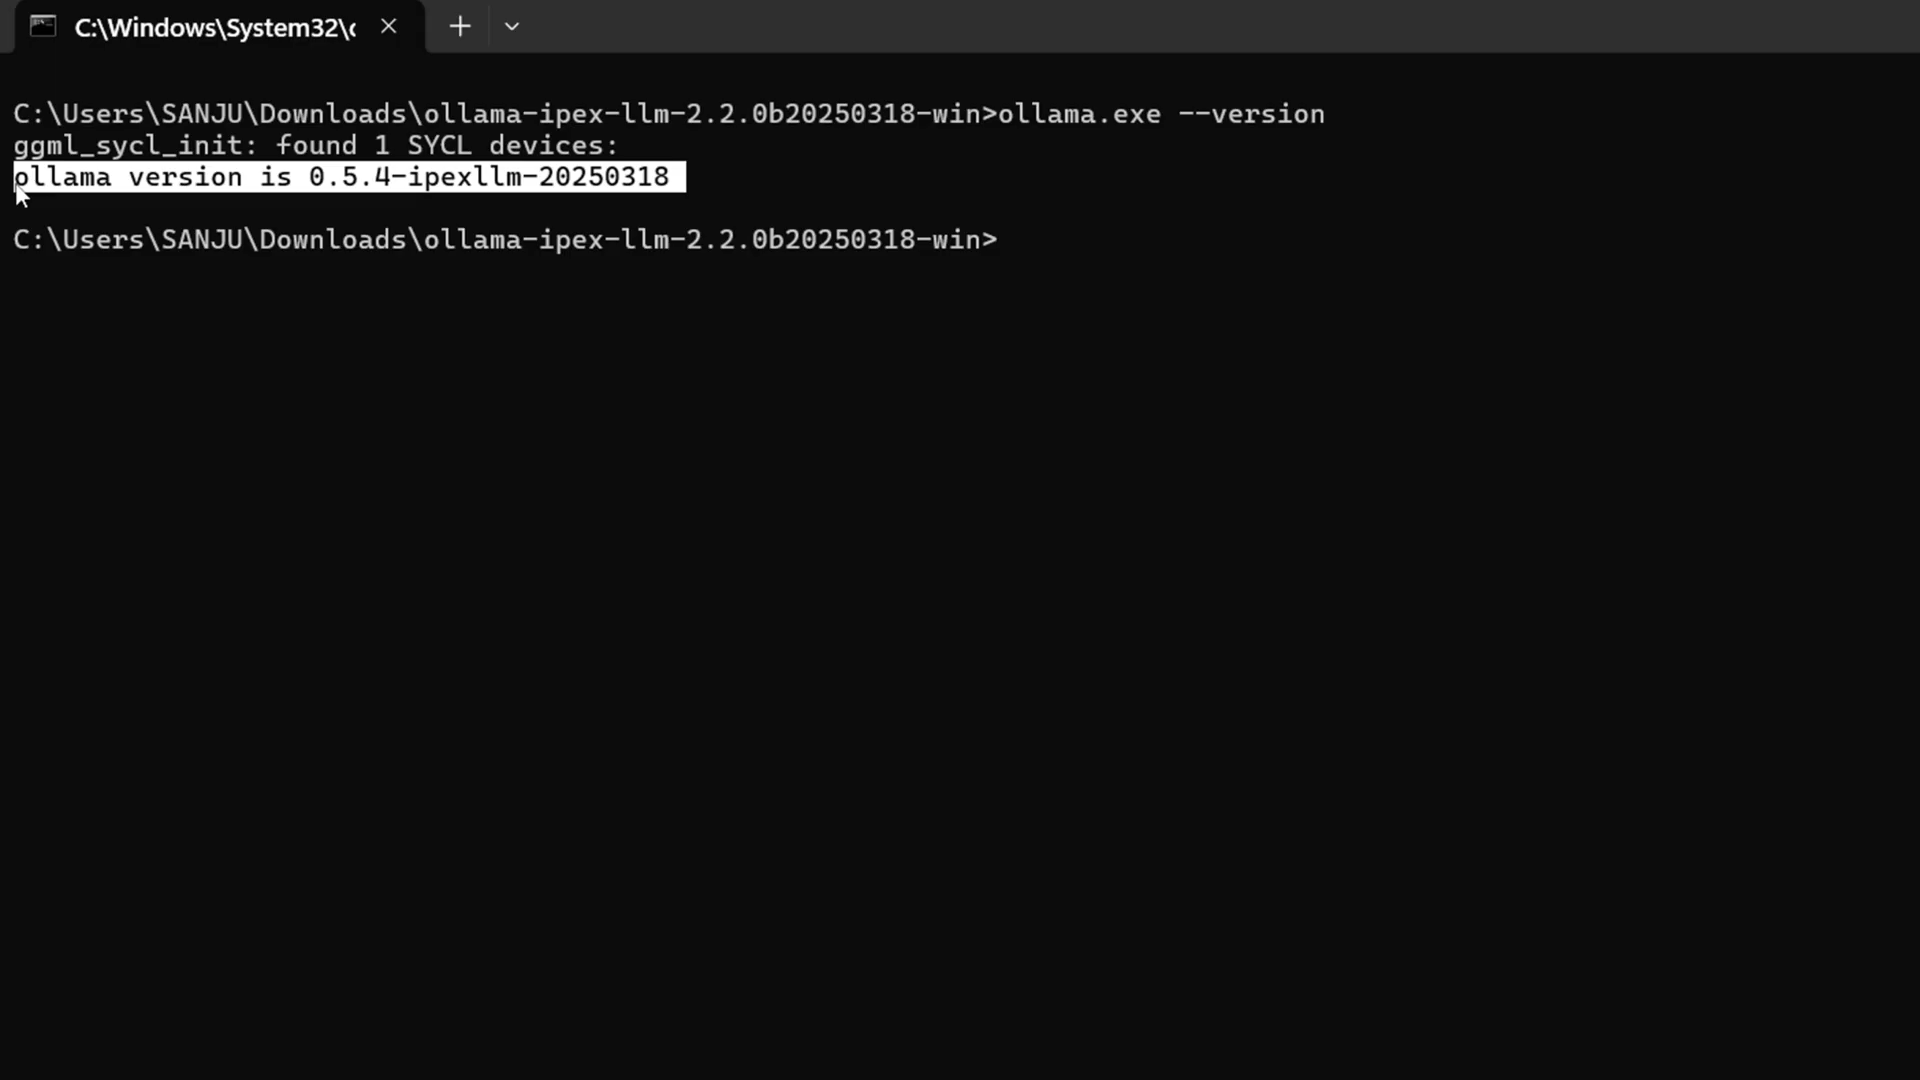 C:\Windows\System32\c
C:\Users\SANJU\Downloads\ollama-ipex-llm-2.2.0b20250318-win>ollama.exe --version
ggml_sycl_init: found 1 SYCL devices:
ollama version is 0.5.4-ipexllm-20250318
C:\Users\SANJU\Downloads\ollama-ipex-llm-2.2.0b20250318-win>